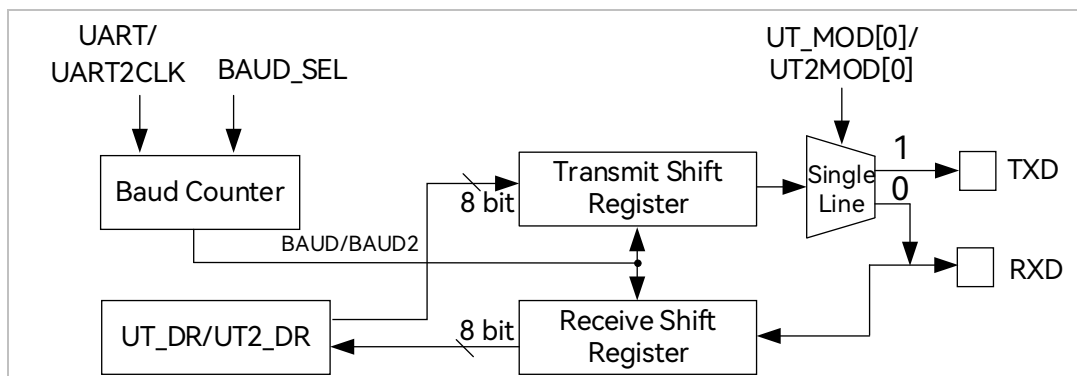 UART/
UART2CLK
BAUD_SEL
UT_MOD[0]/
UT2MOD[0]
Baud Counter
8 bit
Transmit Shift
Register
Single
Line
1
0
TXD
BAUD/BAUD2
RXD
UT_DR/UT2_DR
8 bit
Receive Shift
Register